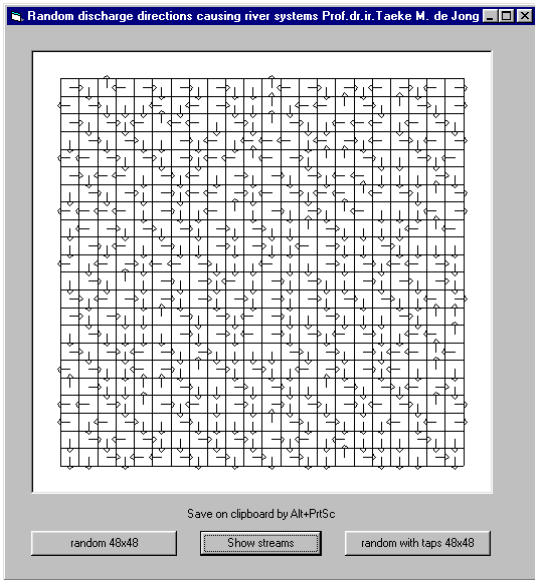 Random discharge directions causing river systems Prof.dr.ir.Taeke M. de Jong
Save on clipboard by Alt+PrtSc
random 48x48
Show streams
random with taps 48x48